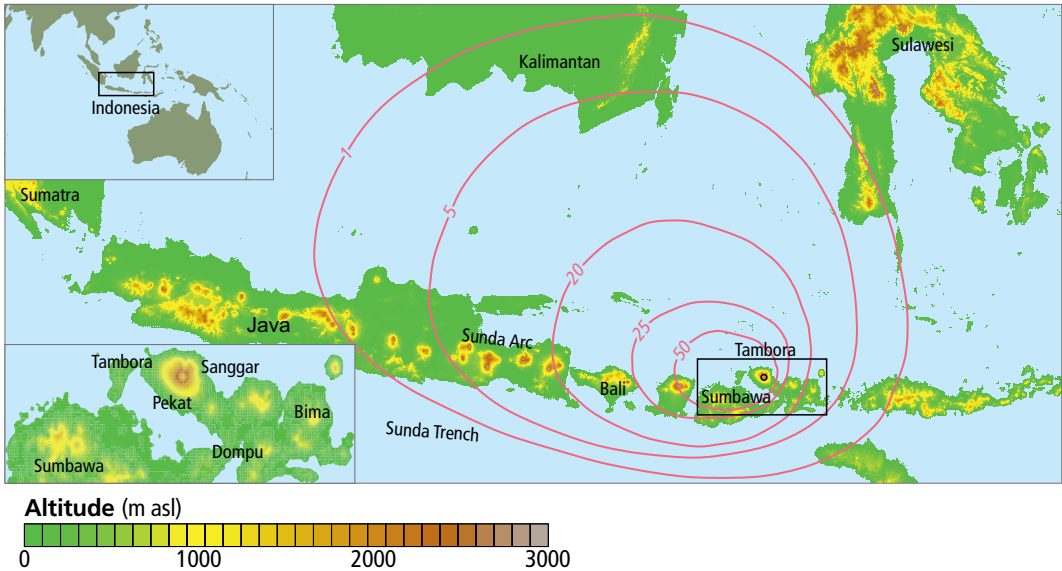 Kalimantan
Sulawesi
Indonesia
Sumatra
1
5
20
25
50
Java
Sunda Arc
Tambora
Bali
Sumbawa
Sunda Trench
Tambora
Sanggar
Pekat
Bima
Dompu
Sumbawa
Altitude (m asl)
0 1000 2000 3000